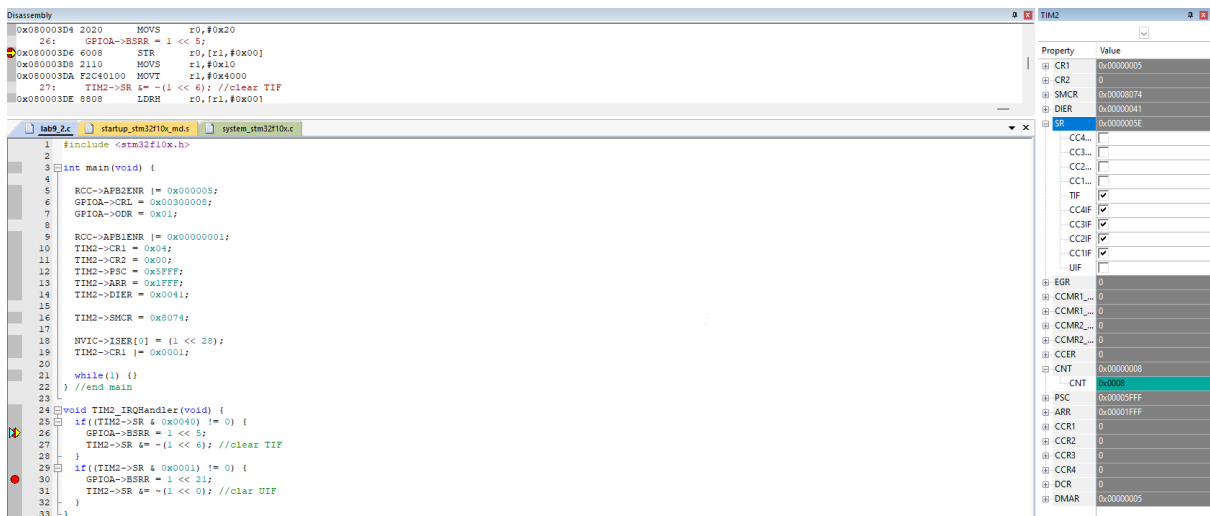 Disassembly
0x080003D4 2020 MOVS r0,#0x20
26: GPIOA->BSRR = 1 << 5;
0x080003D6 6008 STR r0,[r1,#0x00]
0x080003D8 2110 MOVS r1,#0x10
0x080003DA F2C40100 MOVT r1,#0x4000
27: TIM2->SR &= ~(1 << 6); //clear TIF
0x080003DE 8808 LDRH r0,[r1,#0x00]
lab9_2.c startup_stm32f10x_md.s system_stm32f10x.c
1 #include <stm32f10x.h>
2
3 int main(void) {
4
5 RCC->APB2ENR |= 0x000005;
6 GPIOA->CRL = 0x00300008;
7 GPIOA->ODR = 0x01;
8
9 RCC->APB1ENR |= 0x00000001;
10 TIM2->CR1 = 0x04;
11 TIM2->CR2 = 0x00;
12 TIM2->PSC = 0x5FFF;
13 TIM2->ARR = 0x1FFF;
14 TIM2->DIER = 0x0041;
15
16 TIM2->SMCR = 0x8074;
17
18 NVIC->ISER[0] = (1 << 28);
19 TIM2->CR1 |= 0x0001;
20
21 while(1) {}
22 } //end main
23
24 void TIM2_IRQHandler(void) {
25 if((TIM2->SR & 0x0040) != 0) {
26 GPIOA->BSRR = 1 << 5;
27 TIM2->SR &= ~(1 << 6); //clear TIF
28 }
29 if((TIM2->SR & 0x0001) != 0) {
30 GPIOA->BSRR = 1 << 21;
31 TIM2->SR &= ~(1 << 0); //clar UIF
32 }
33 }
TIM2
Property Value
CR1 0x00000005
CR2 0
SMCR 0x00008074
DIER 0x00000041
SR 0x0000005E
CC4...
CC3...
CC2...
CC1...
TIF
CC4IF
CC3IF
CC2IF
CC1IF
UIF
EGR 0
CCMR1_... 0
CCMR1_... 0
CCMR2_... 0
CCMR2_... 0
CCER 0
CNT 0x00000008
CNT 0x0008
PSC 0x00005FFF
ARR 0x00001FFF
CCR1 0
CCR2 0
CCR3 0
CCR4 0
DCR 0
DMAR 0x00000005